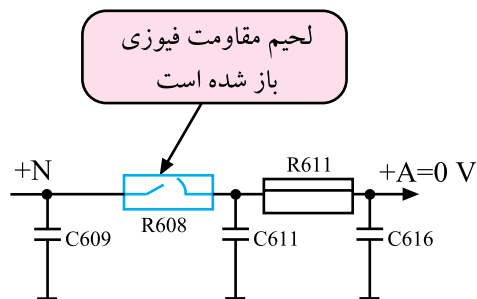 لحیم مقاومت فیوزی
باز شده است
+N
R611
+A=0 V
C609
R608
C611
C616